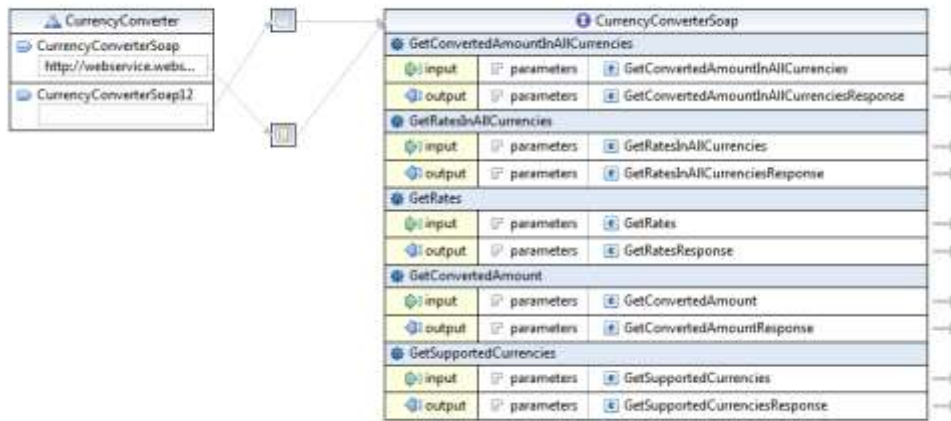 CurrencyConverter
CurrencyConverterSoap
http://webservice.webs...
CurrencyConverterSoap12
CurrencyConverterSoap
GetConvertedAmountInAllCurrencies
input parameters GetConvertedAmountInAllCurrencies
output parameters GetConvertedAmountInAllCurrenciesResponse
GetRatesInAllCurrencies
input parameters GetRatesInAllCurrencies
output parameters GetRatesInAllCurrenciesResponse
GetRates
input parameters GetRates
output parameters GetRatesResponse
GetConvertedAmount
input parameters GetConvertedAmount
output parameters GetConvertedAmountResponse
GetSupportedCurrencies
input parameters GetSupportedCurrencies
output parameters GetSupportedCurrenciesResponse